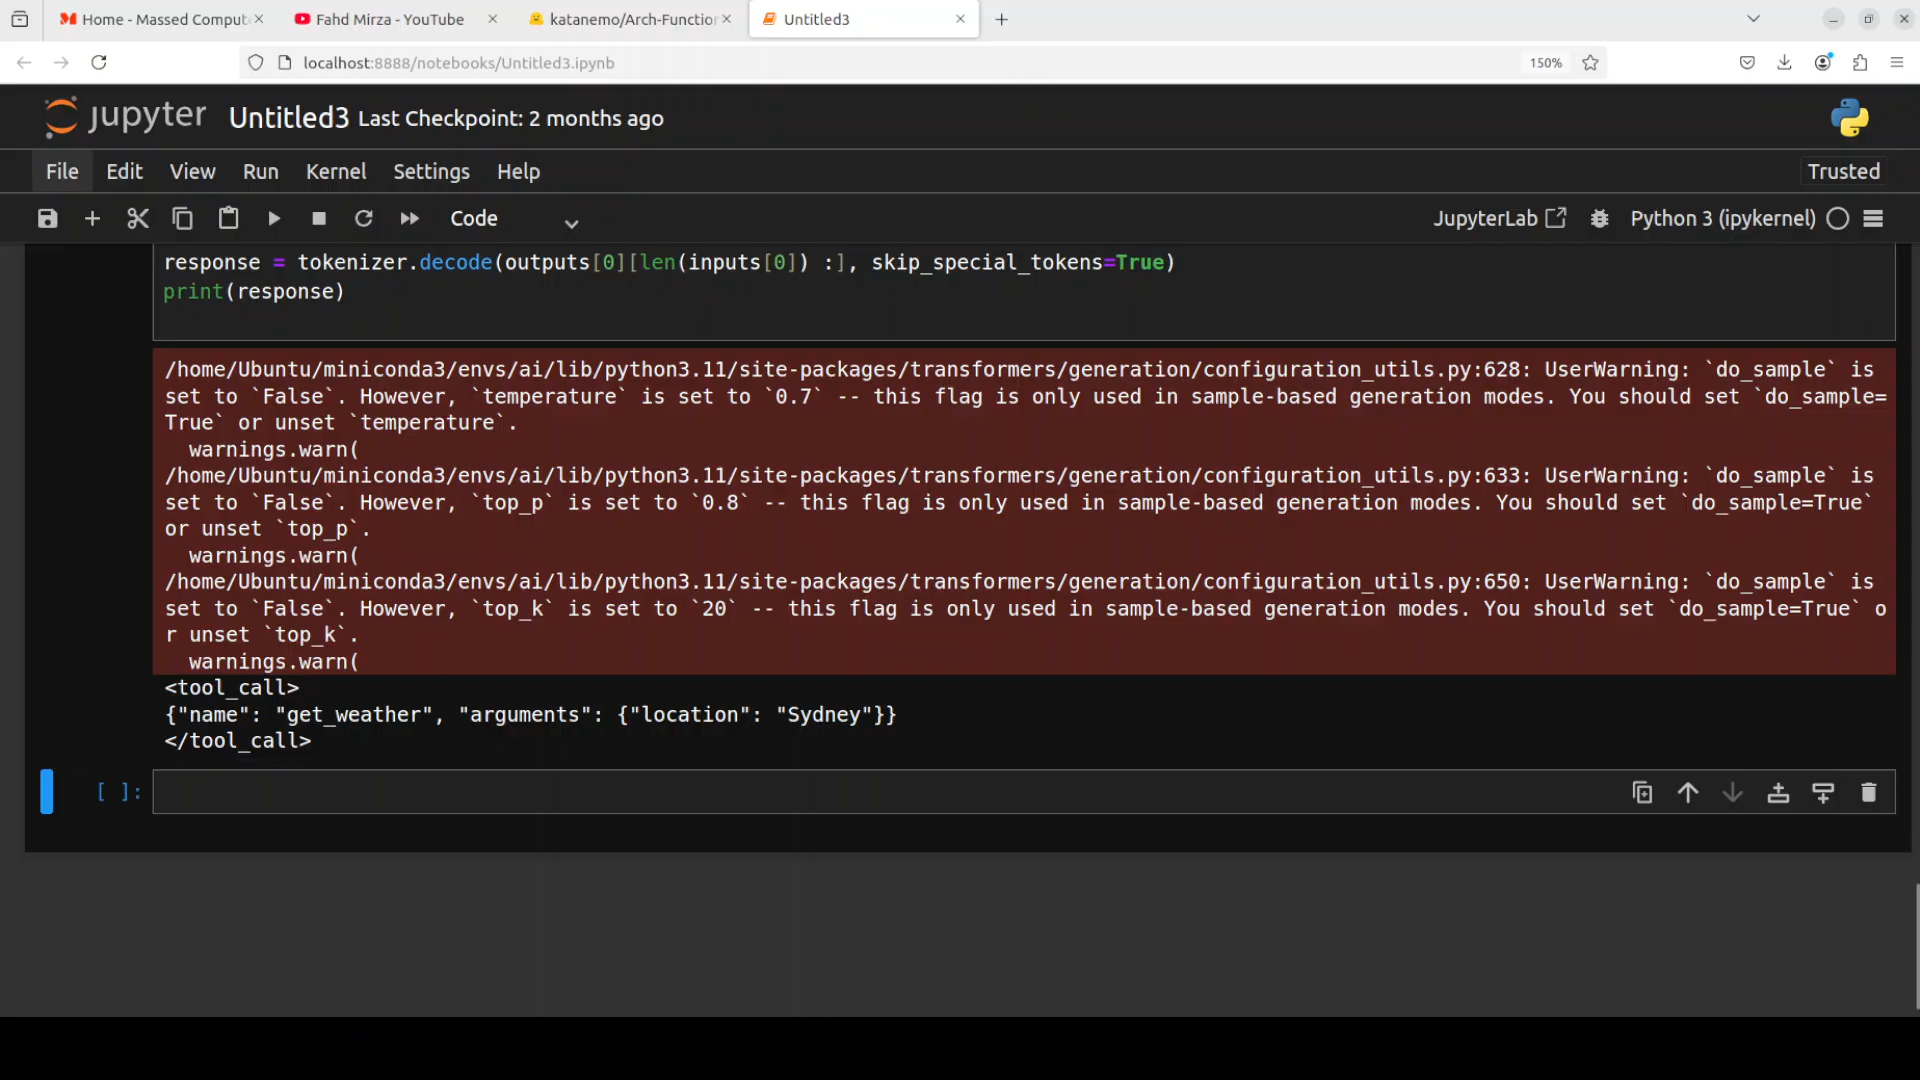 Home - Massed Comput
Fahd Mirza - YouTube
katanemo/Arch-Functio
Untitled3
localhost:8888/notebooks/Untitled3.ipynb
150%
jupyter
Untitled3 Last Checkpoint: 2 months ago
File Edit View Run Kernel Settings Help
Trusted
Code
JupyterLab
Python 3 (ipykernel)
response = tokenizer.decode(outputs[0][len(inputs[0]) :], skip_special_tokens=True)
print(response)
/home/Ubuntu/miniconda3/envs/ai/lib/python3.11/site-packages/transformers/generation/configuration_utils.py:628: UserWarning: `do_sample` is
set to `False`. However, `temperature` is set to `0.7` -- this flag is only used in sample-based generation modes. You should set `do_sample=
True` or unset `temperature`.
  warnings.warn(
/home/Ubuntu/miniconda3/envs/ai/lib/python3.11/site-packages/transformers/generation/configuration_utils.py:633: UserWarning: `do_sample` is
set to `False`. However, `top_p` is set to `0.8` -- this flag is only used in sample-based generation modes. You should set `do_sample=True`
or unset `top_p`.
  warnings.warn(
/home/Ubuntu/miniconda3/envs/ai/lib/python3.11/site-packages/transformers/generation/configuration_utils.py:650: UserWarning: `do_sample` is
set to `False`. However, `top_k` is set to `20` -- this flag is only used in sample-based generation modes. You should set `do_sample=True` o
r unset `top_k`.
  warnings.warn(
<tool_call>
{"name": "get_weather", "arguments": {"location": "Sydney"}}
</tool_call>
[ ]: